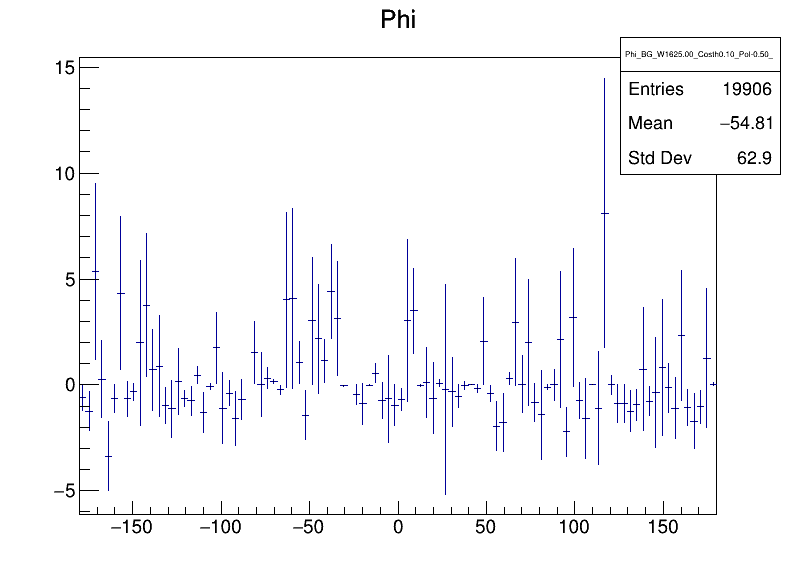 Phi
Phi_BG_W1625.00_Costh0.10_Pol-0.50_
Entries 19906
Mean −54.81
Std Dev 62.9
15
10
5
0
−5
−150 −100 −50 0 50 100 150